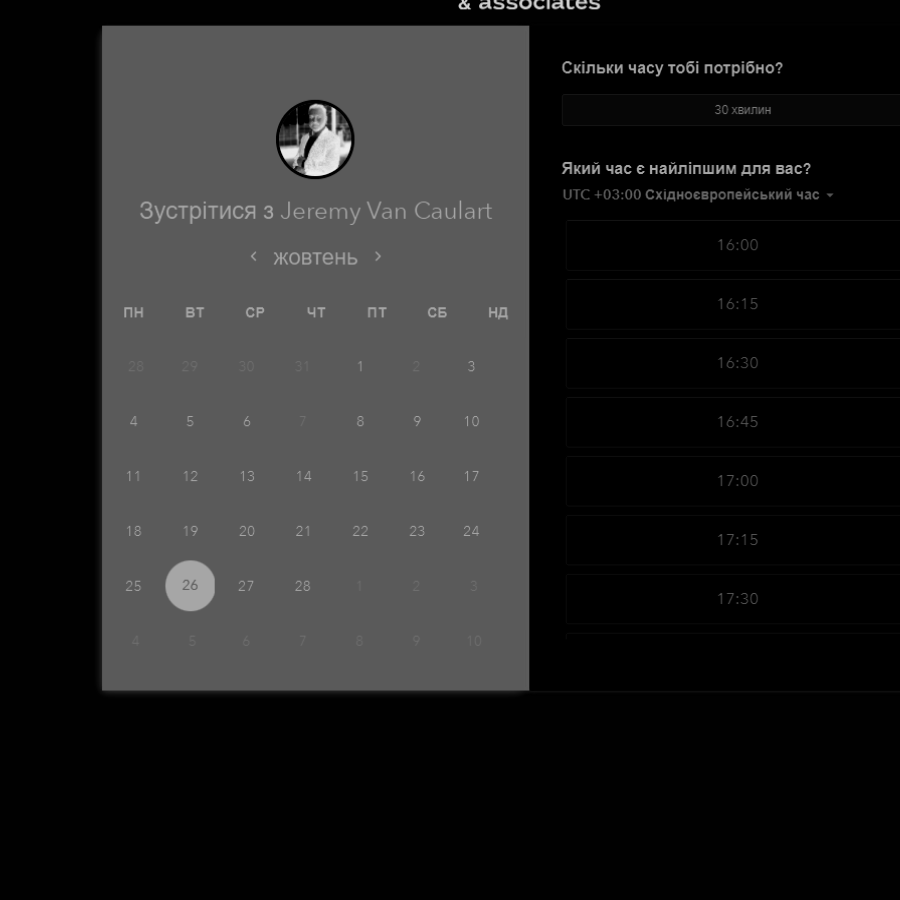 & associates
Зустрітися з Jeremy Van Caulart
жовтень
ПН ВТ СР ЧТ ПТ СБ НД
28 29 30 31 1 2 3
4 5 6 7 8 9 10
11 12 13 14 15 16 17
18 19 20 21 22 23 24
25 26 27 28 1 2 3
4 5 6 7 8 9 10
Скільки часу тобі потрібно?
30 хвилин
Який час є найліпшим для вас?
UTC +03:00 Східноєвропейський час
16:00
16:15
16:30
16:45
17:00
17:15
17:30